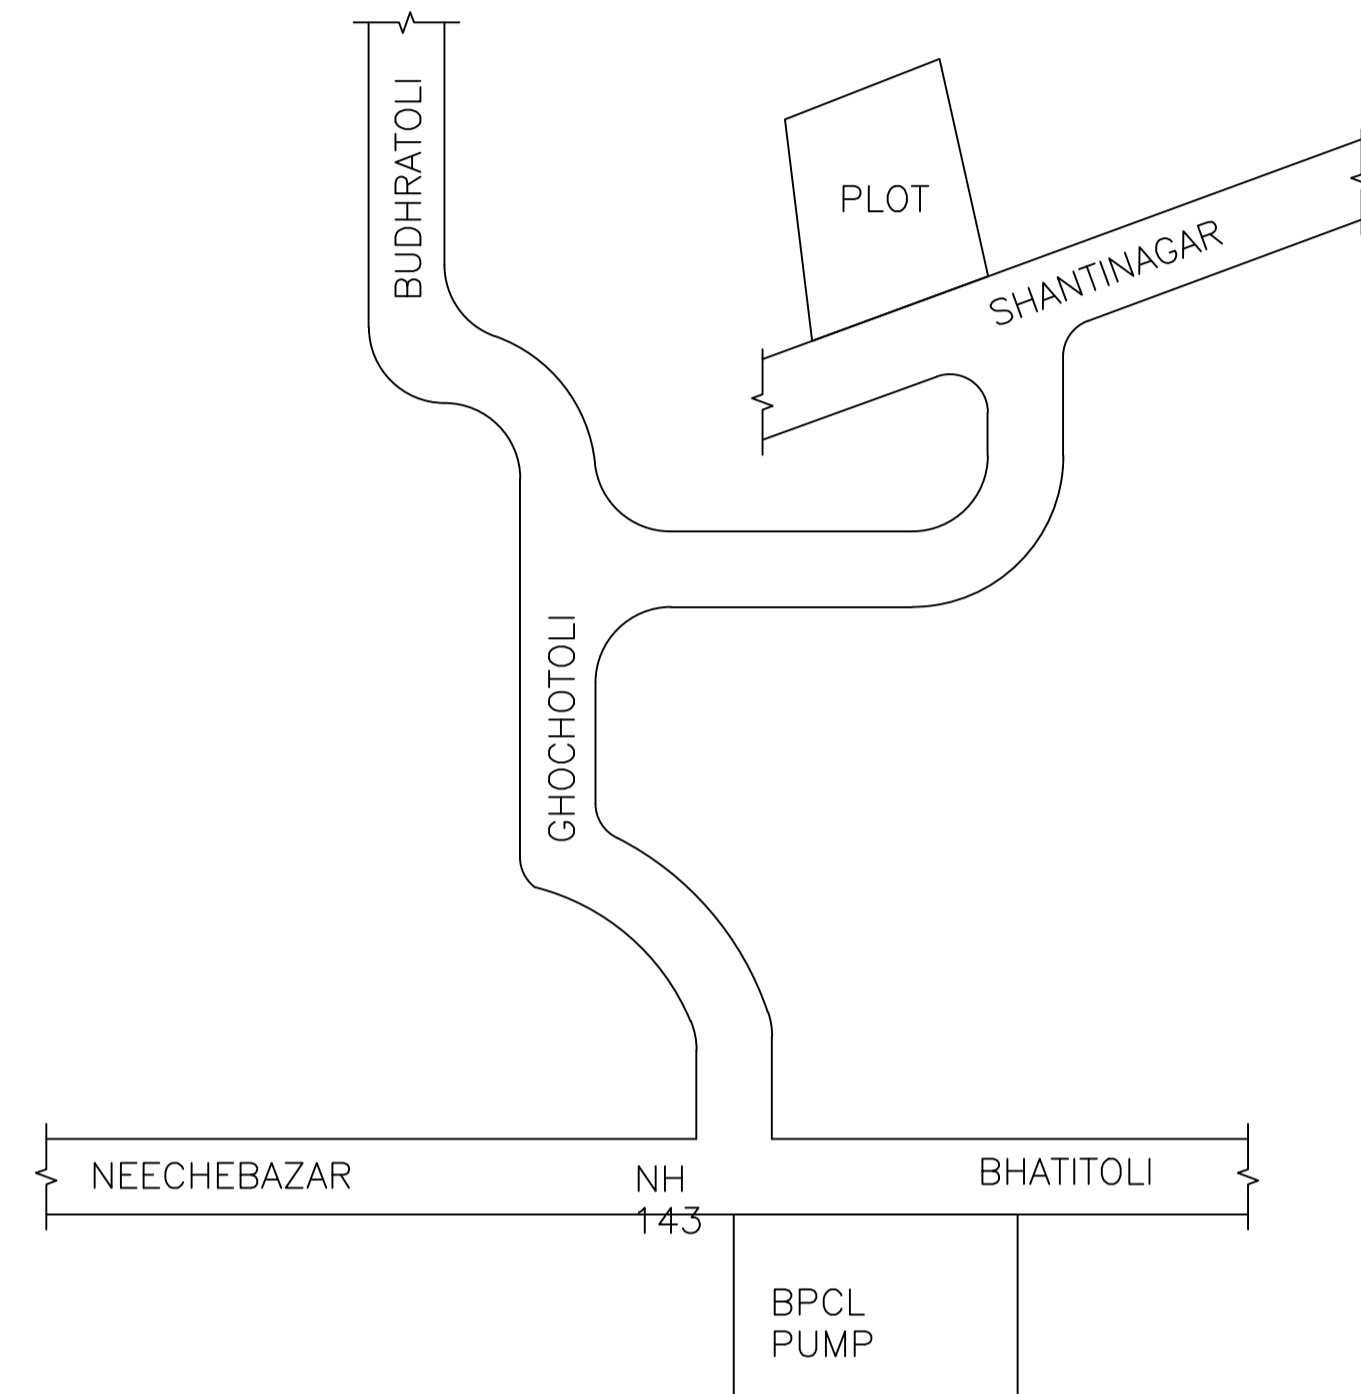 BUDHRATOLI
PLOT
SHANTINAGAR
GHOCHOTOLI
NEECHEBAZAR
NH
143
BHATITOLI
BPCL
PUMP